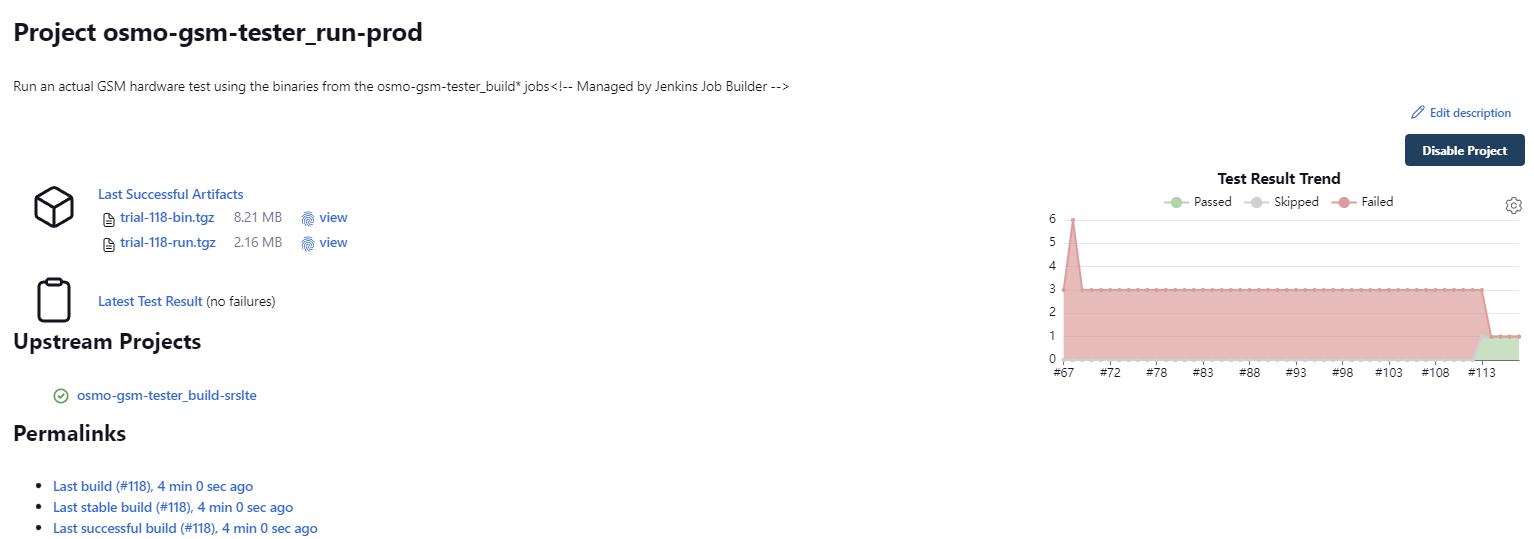 Project osmo-gsm-tester_run-prod
Run an actual GSM hardware test using the binaries from the osmo-gsm-tester_build* jobs<!-- Managed by Jenkins Job Builder -->
Edit description
Disable Project
Last Successful Artifacts
trial-118-bin.tgz 8.21 MB view
trial-118-run.tgz 2.16 MB view
Latest Test Result (no failures)
Test Result Trend
Passed Skipped Failed
6
5
4
3
2
1
0
#67 #72 #78 #83 #88 #93 #98 #103 #108 #113
Upstream Projects
osmo-gsm-tester_build-srslte
Permalinks
Last build (#118), 4 min 0 sec ago
Last stable build (#118), 4 min 0 sec ago
Last successful build (#118), 4 min 0 sec ago